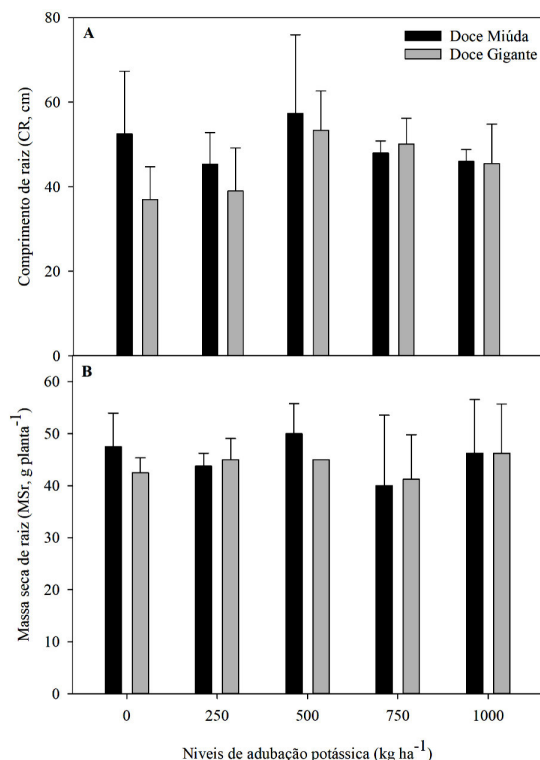 A
Doce Miúda
Doce Gigante
Comprimento de raiz (CR, cm)
80
60
40
20
0
B
Massa seca de raiz (MSr, g planta-1)
60
50
40
30
20
10
0
0 250 500 750 1000
Niveis de adubação potássica (kg ha-1)